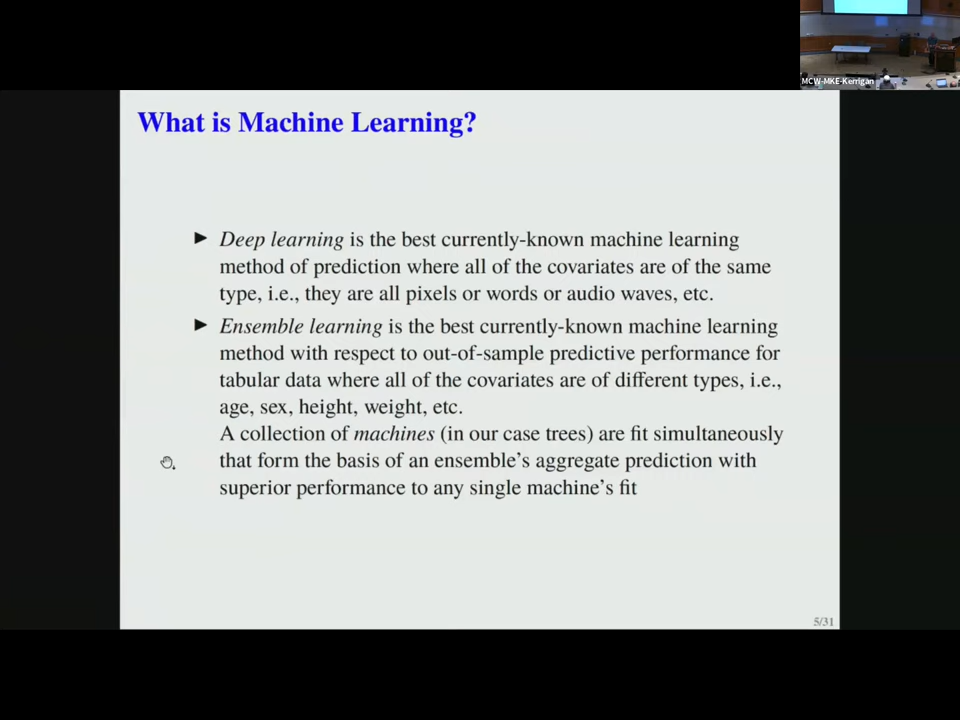 MCW-MKE-Kerrigan
What is Machine Learning?
► Deep learning is the best currently-known machine learning
method of prediction where all of the covariates are of the same
type, i.e., they are all pixels or words or audio waves, etc.
► Ensemble learning is the best currently-known machine learning
method with respect to out-of-sample predictive performance for
tabular data where all of the covariates are of different types, i.e.,
age, sex, height, weight, etc.
A collection of machines (in our case trees) are fit simultaneously
that form the basis of an ensemble's aggregate prediction with
superior performance to any single machine's fit
5/31